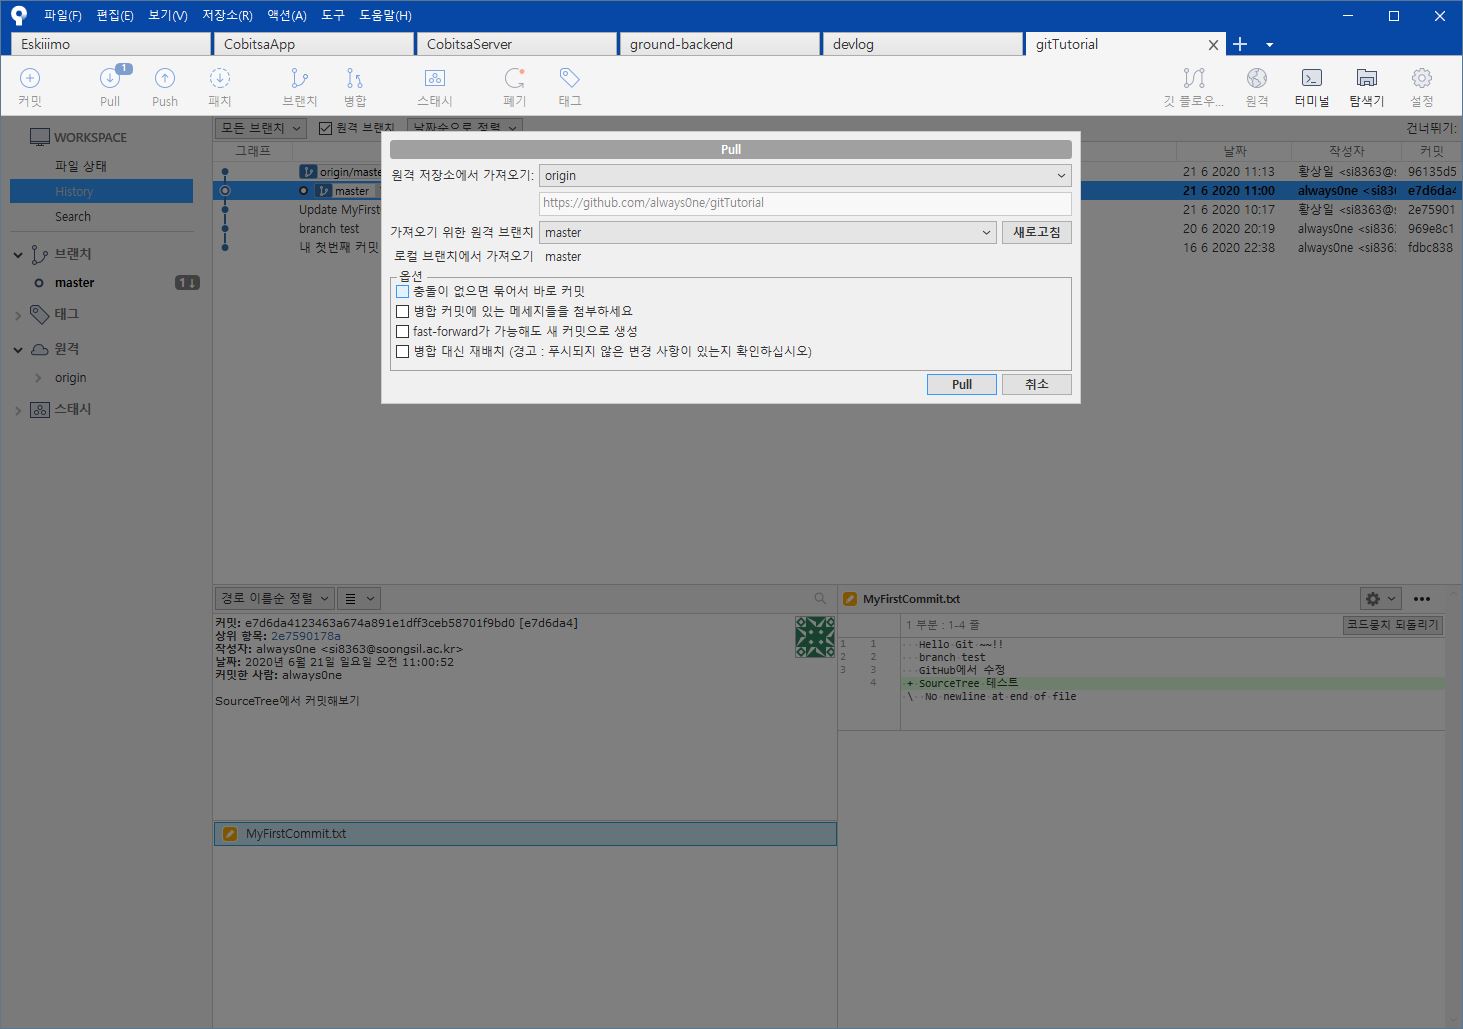 파일(F) 편집(E) 보기(V) 저장소(R) 액션(A) 도구 도움말(H)
Eskiiimo CobitsaApp CobitsaServer ground-backend devlog gitTutorial
1
커밋 Pull Push 패치 브랜치 병합 스태시 폐기 태그 깃 플로우... 원격 터미널 탐색기 설정
WORKSPACE
파일 상태
History
Search
브랜치
master 1↓
태그
원격
origin
스태시
모든 브랜치 원격 브랜치 날짜순으로 정렬 건너뛰기:
그래프 날짜 작성자 커밋
origin/maste 21 6 2020 11:13 황상일 <si8363@s 96135d5
master 21 6 2020 11:00 always0ne <si836 e7d6da4
Update MyFirst 21 6 2020 10:17 황상일 <si8363@s 2e75901
branch test 20 6 2020 20:19 always0ne <si8363 969e8c1
내 첫번째 커밋 16 6 2020 22:38 always0ne <si8363 fdbc838
Pull
원격 저장소에서 가져오기: origin
https://github.com/always0ne/gitTutorial
가져오기 위한 원격 브랜치 master 새로고침
로컬 브랜치에서 가져오기 master
옵션
충돌이 없으면 묶어서 바로 커밋
병합 커밋에 있는 메세지들을 첨부하세요
fast-forward가 가능해도 새 커밋으로 생성
병합 대신 재배치 (경고 : 푸시되지 않은 변경 사항이 있는지 확인하십시오)
Pull 취소
경로 이름순 정렬
커밋: e7d6da4123463a674a891e1dff3ceb58701f9bd0 [e7d6da4]
상위 항목: 2e7590178a
작성자: always0ne <si8363@soongsil.ac.kr>
날짜: 2020년 6월 21일 일요일 오전 11:00:52
커밋한 사람: always0ne
SourceTree에서 커밋해보기
MyFirstCommit.txt
MyFirstCommit.txt
1 부분 : 1-4 줄 코드뭉치 되돌리기
1 1 Hello Git ~~!!
2 2 branch test
3 3 GitHub에서 수정
4 + SourceTree 테스트
\ No newline at end of file